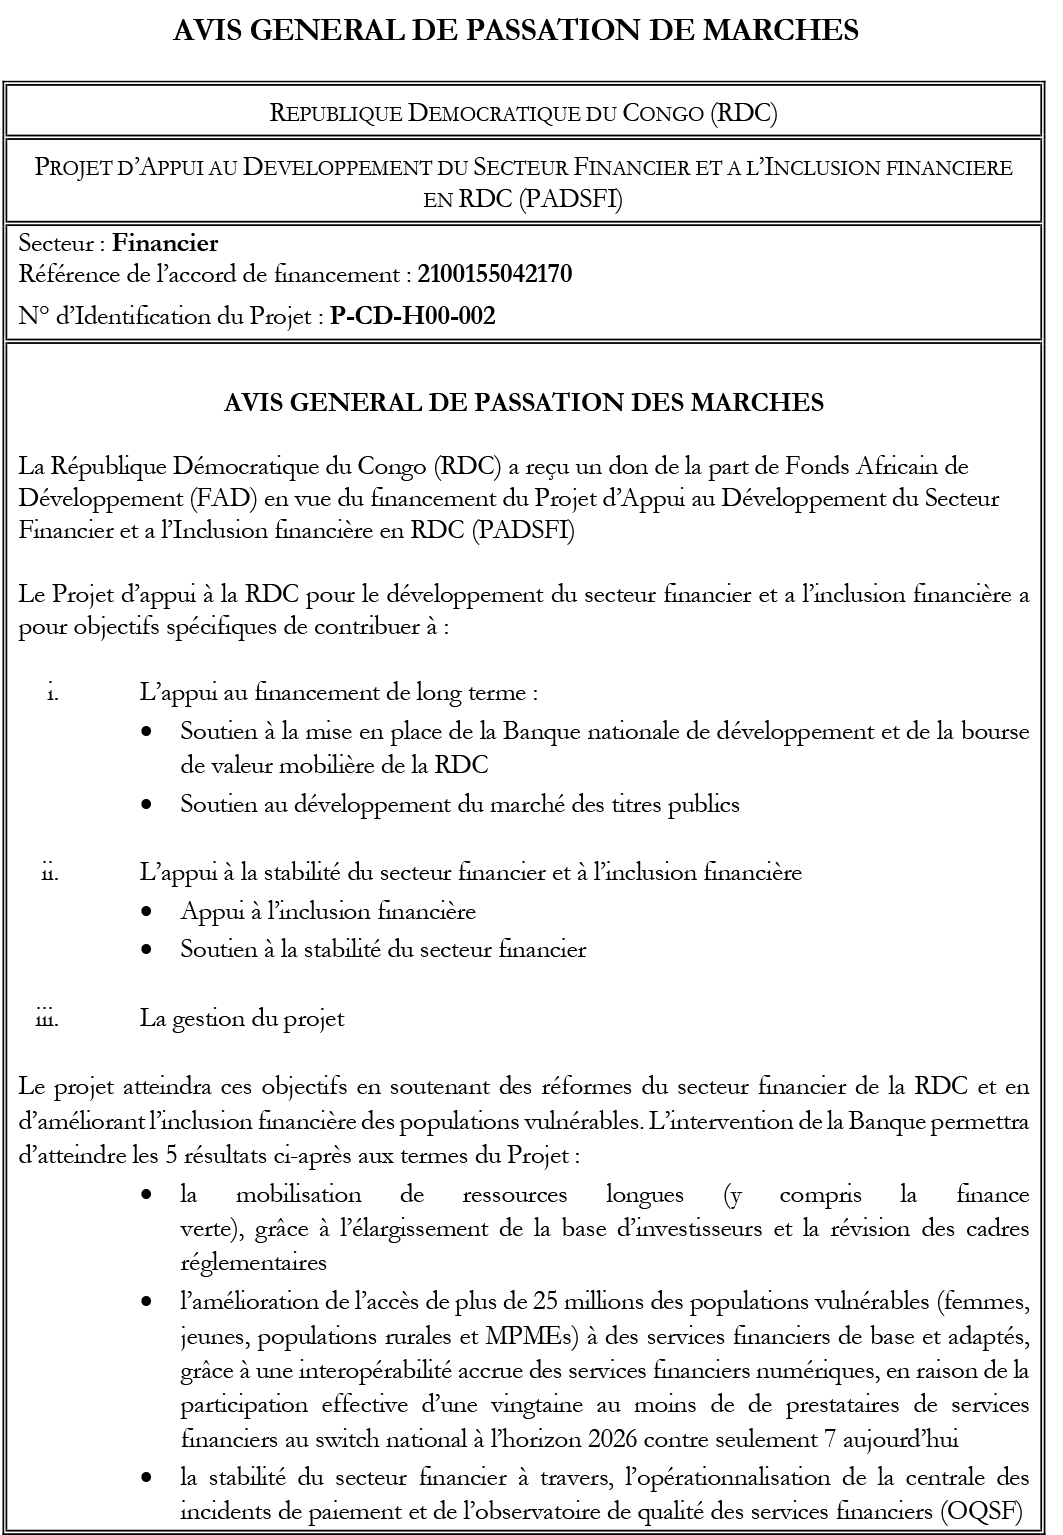 AVIS GENERAL DE PASSATION DE MARCHES
REPUBLIQUE DEMOCRATIQUE DU CONGO (RDC)
PROJET D'APPUI AU DEVELOPPEMENT DU SECTEUR FINANCIER ET A L'INCLUSION FINANCIERE
EN RDC (PADSFI)
Secteur : Financier
Référence de l'accord de financement : 2100155042170
N° d'Identification du Projet : P-CD-H00-002
AVIS GENERAL DE PASSATION DES MARCHES
La République Démocratique du Congo (RDC) a reçu un don de la part de Fonds Africain de
Développement (FAD) en vue du financement du Projet d'Appui au Développement du Secteur
Financier et a l'Inclusion financière en RDC (PADSFI)
Le Projet d'appui à la RDC pour le développement du secteur financier et a l'inclusion financière a
pour objectifs spécifiques de contribuer à :
i. L'appui au financement de long terme :
• Soutien à la mise en place de la Banque nationale de développement et de la bourse
de valeur mobilière de la RDC
• Soutien au développement du marché des titres publics
ii. L'appui à la stabilité du secteur financier et à l'inclusion financière
• Appui à l'inclusion financière
• Soutien à la stabilité du secteur financier
iii. La gestion du projet
Le projet atteindra ces objectifs en soutenant des réformes du secteur financier de la RDC et en
d'améliorant l'inclusion financière des populations vulnérables. L'intervention de la Banque permettra
d'atteindre les 5 résultats ci-après aux termes du Projet :
• la mobilisation de ressources longues (y compris la finance
verte), grâce à l'élargissement de la base d'investisseurs et la révision des cadres
réglementaires
• l'amélioration de l'accès de plus de 25 millions des populations vulnérables (femmes,
jeunes, populations rurales et MPMEs) à des services financiers de base et adaptés,
grâce à une interopérabilité accrue des services financiers numériques, en raison de la
participation effective d'une vingtaine au moins de de prestataires de services
financiers au switch national à l'horizon 2026 contre seulement 7 aujourd'hui
• la stabilité du secteur financier à travers, l'opérationnalisation de la centrale des
incidents de paiement et de l'observatoire de qualité des services financiers (OQSF)